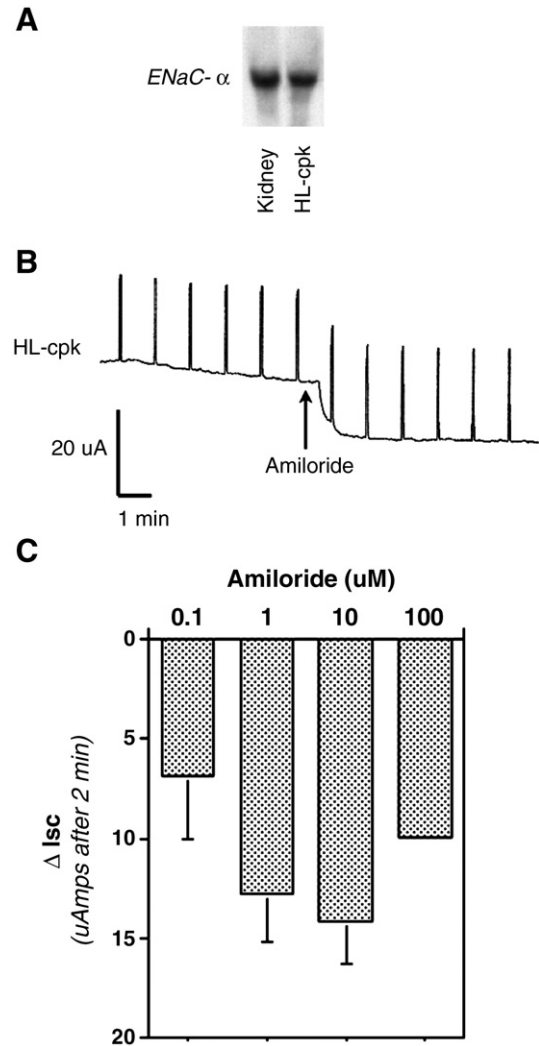 A
ENaC- α
Kidney
HL-cpk
B
HL-cpk
20 uA
Amiloride
1 min
C
Amiloride (uM)
0.1 1 10 100
0
5
10
15
20
Δ Isc
(uAmps after 2 min)